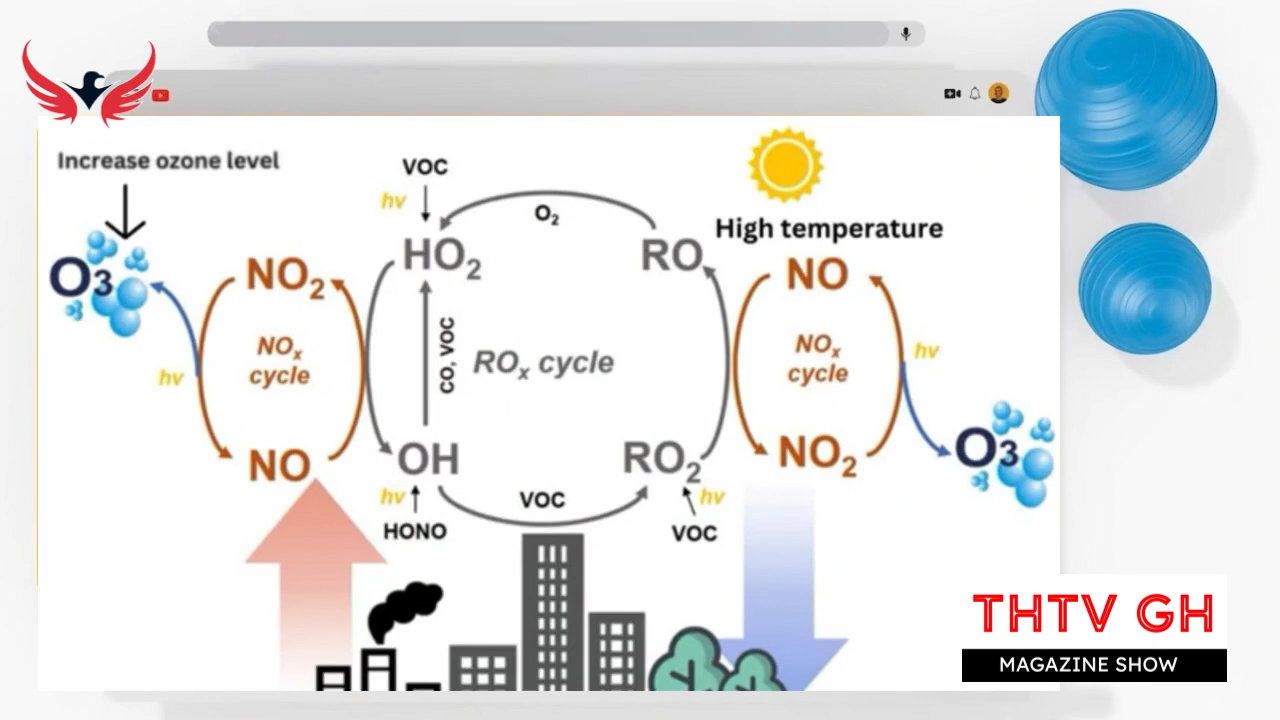 Increase ozone level
VOC
hv
O₂
High temperature
O₃
NO₂
HO₂
RO
NO
NOₓ
cycle
hv
CO, VOC
ROₓ cycle
NOₓ
cycle
hv
NO
OH
RO₂
NO₂
O₃
hv
HONO
VOC
hv
VOC
THTV GH
MAGAZINE SHOW